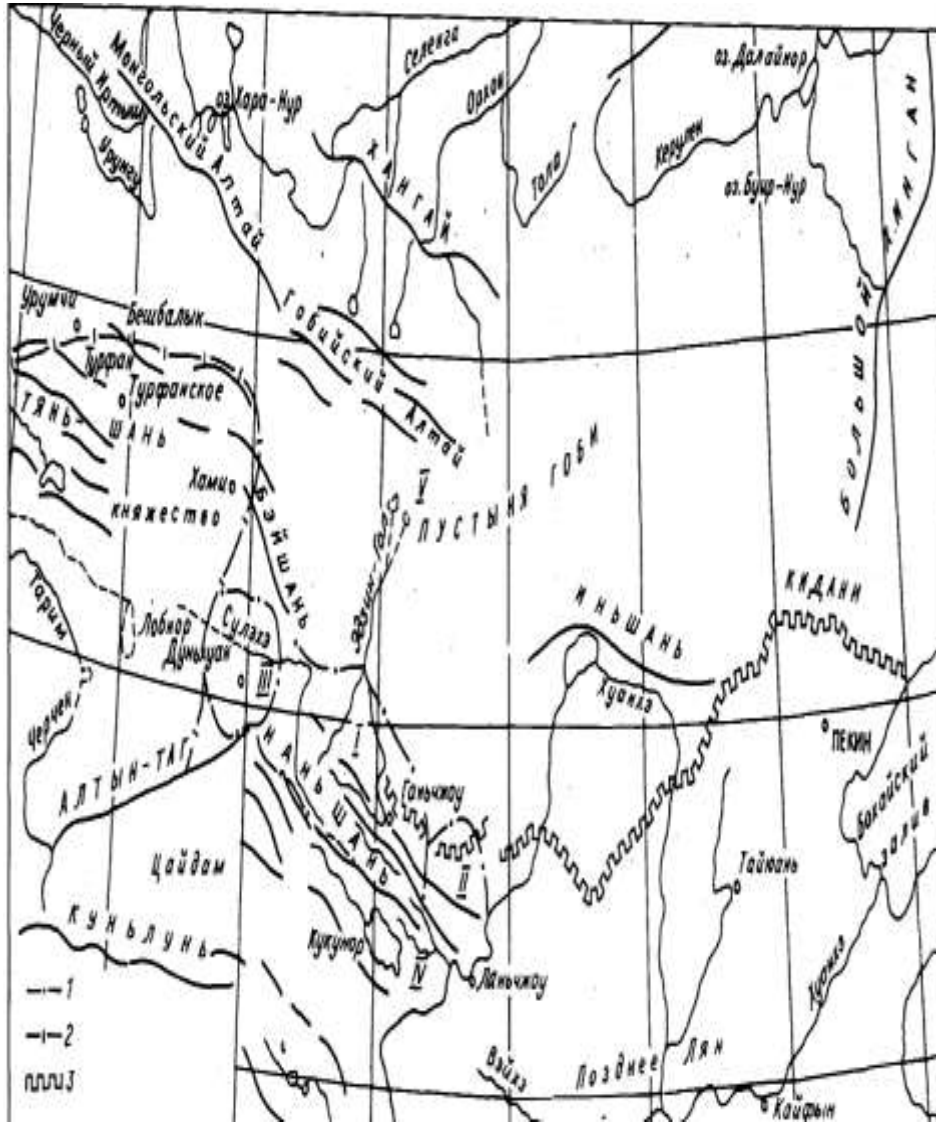 Черный Иртыш
Монгольский Алтай
Урунгу
оз. Хара-Нур
Селенга
Орхон
ХАНГАЙ
Тола
Керулен
оз. Далайнор
оз. Буир-Нур
БОЛЬШОЙ
ХИНГАН
Урумчи
Бешбалык
Турфан
Турфанское
ТЯНЬ-
ШАНЬ
Хами
княжество
БЭЙШАНЬ
Гобийский Алтай
V
ПУСТЫНЯ ГОБИ
Тарим
Лобнор
Сулэхэ
Дуньхуан
III
Черчен
АЛТЫН-ТАГ
ИНЬШАНЬ
Хуанхэ
КИДАНИ
ПЕКИН
Бохайский
залив
I
НАНЬШАНЬ
Ганьчжоу
II
Цайдам
КУНЬЛУНЬ
Кукунор
IV
Ланьчжоу
Тайюань
Хуанхэ
Вэйхэ
Позднее Лян
Кайфын
1
2
3